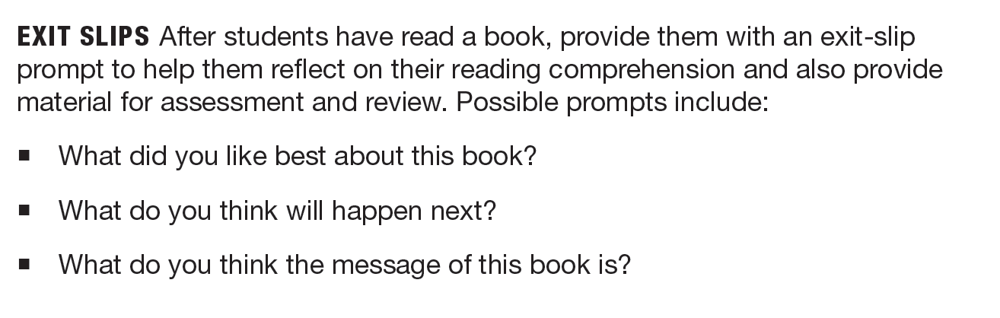 EXIT SLIPS After students have read a book, provide them with an exit-slip
prompt to help them reflect on their reading comprehension and also provide
material for assessment and review. Possible prompts include:
▪ What did you like best about this book?
▪ What do you think will happen next?
▪ What do you think the message of this book is?